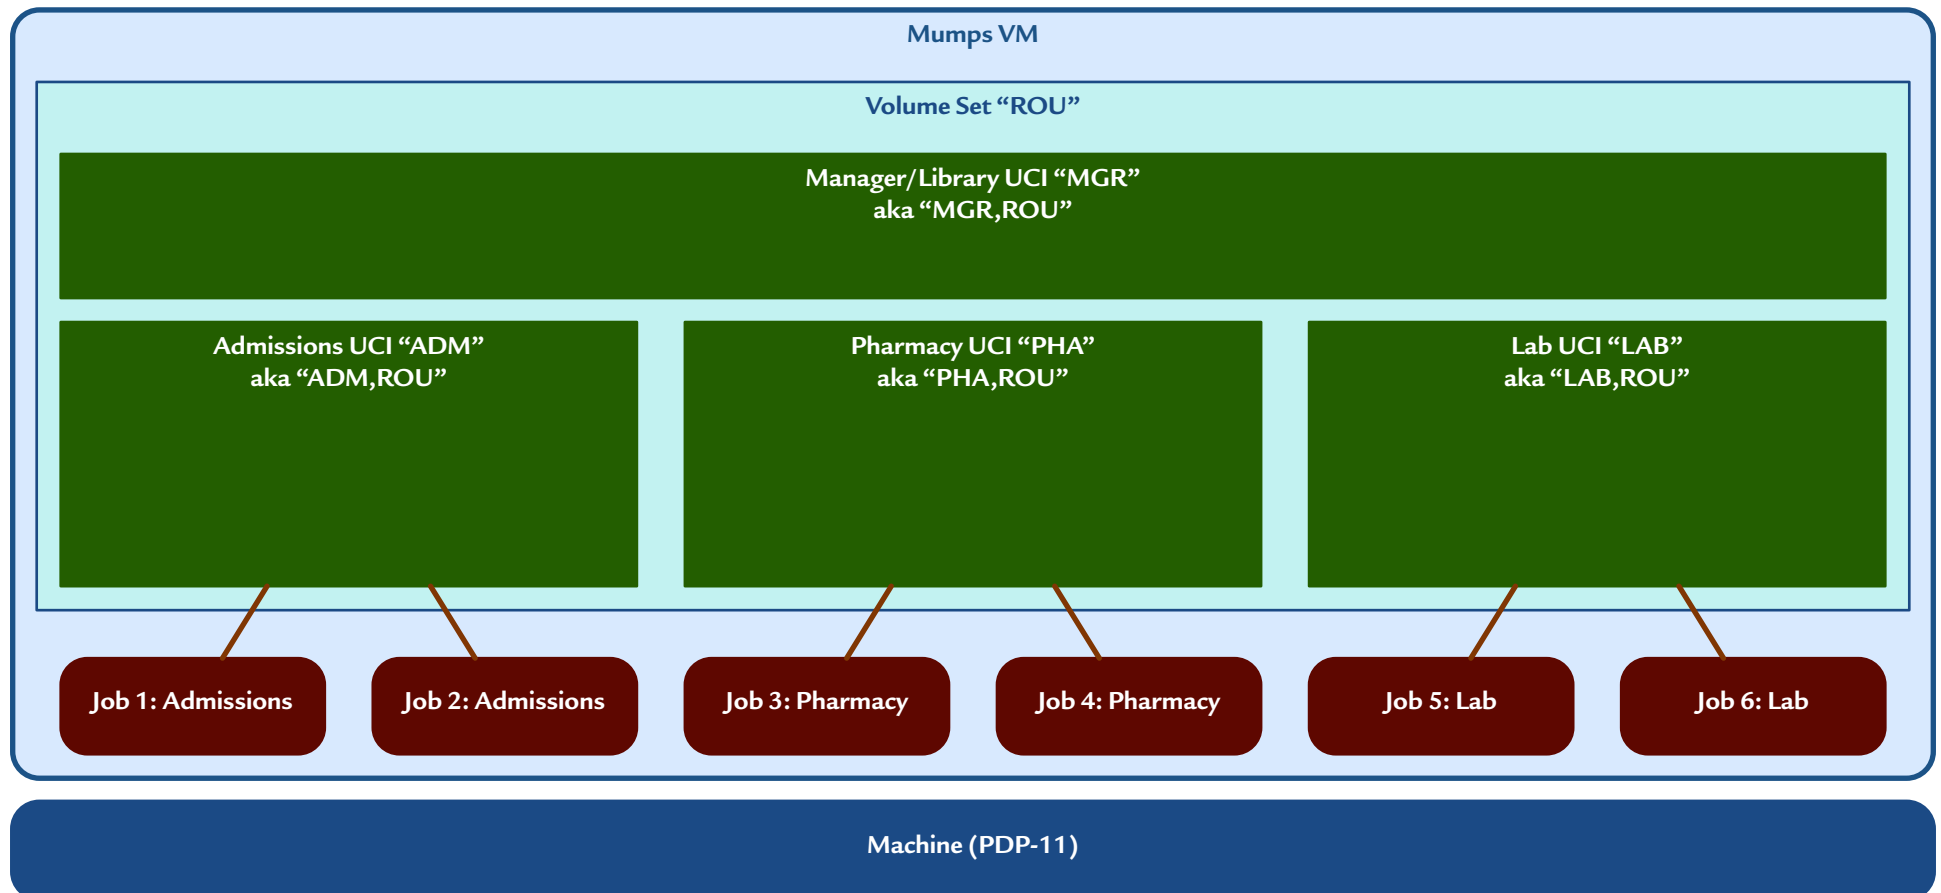 Mumps VM
Volume Set “ROU”
Manager/Library UCI “MGR”
aka “MGR,ROU”
Admissions UCI “ADM”
aka “ADM,ROU”
Pharmacy UCI “PHA”
aka “PHA,ROU”
Lab UCI “LAB”
aka “LAB,ROU”
Job 1: Admissions
Job 2: Admissions
Job 3: Pharmacy
Job 4: Pharmacy
Job 5: Lab
Job 6: Lab
Machine (PDP-11)